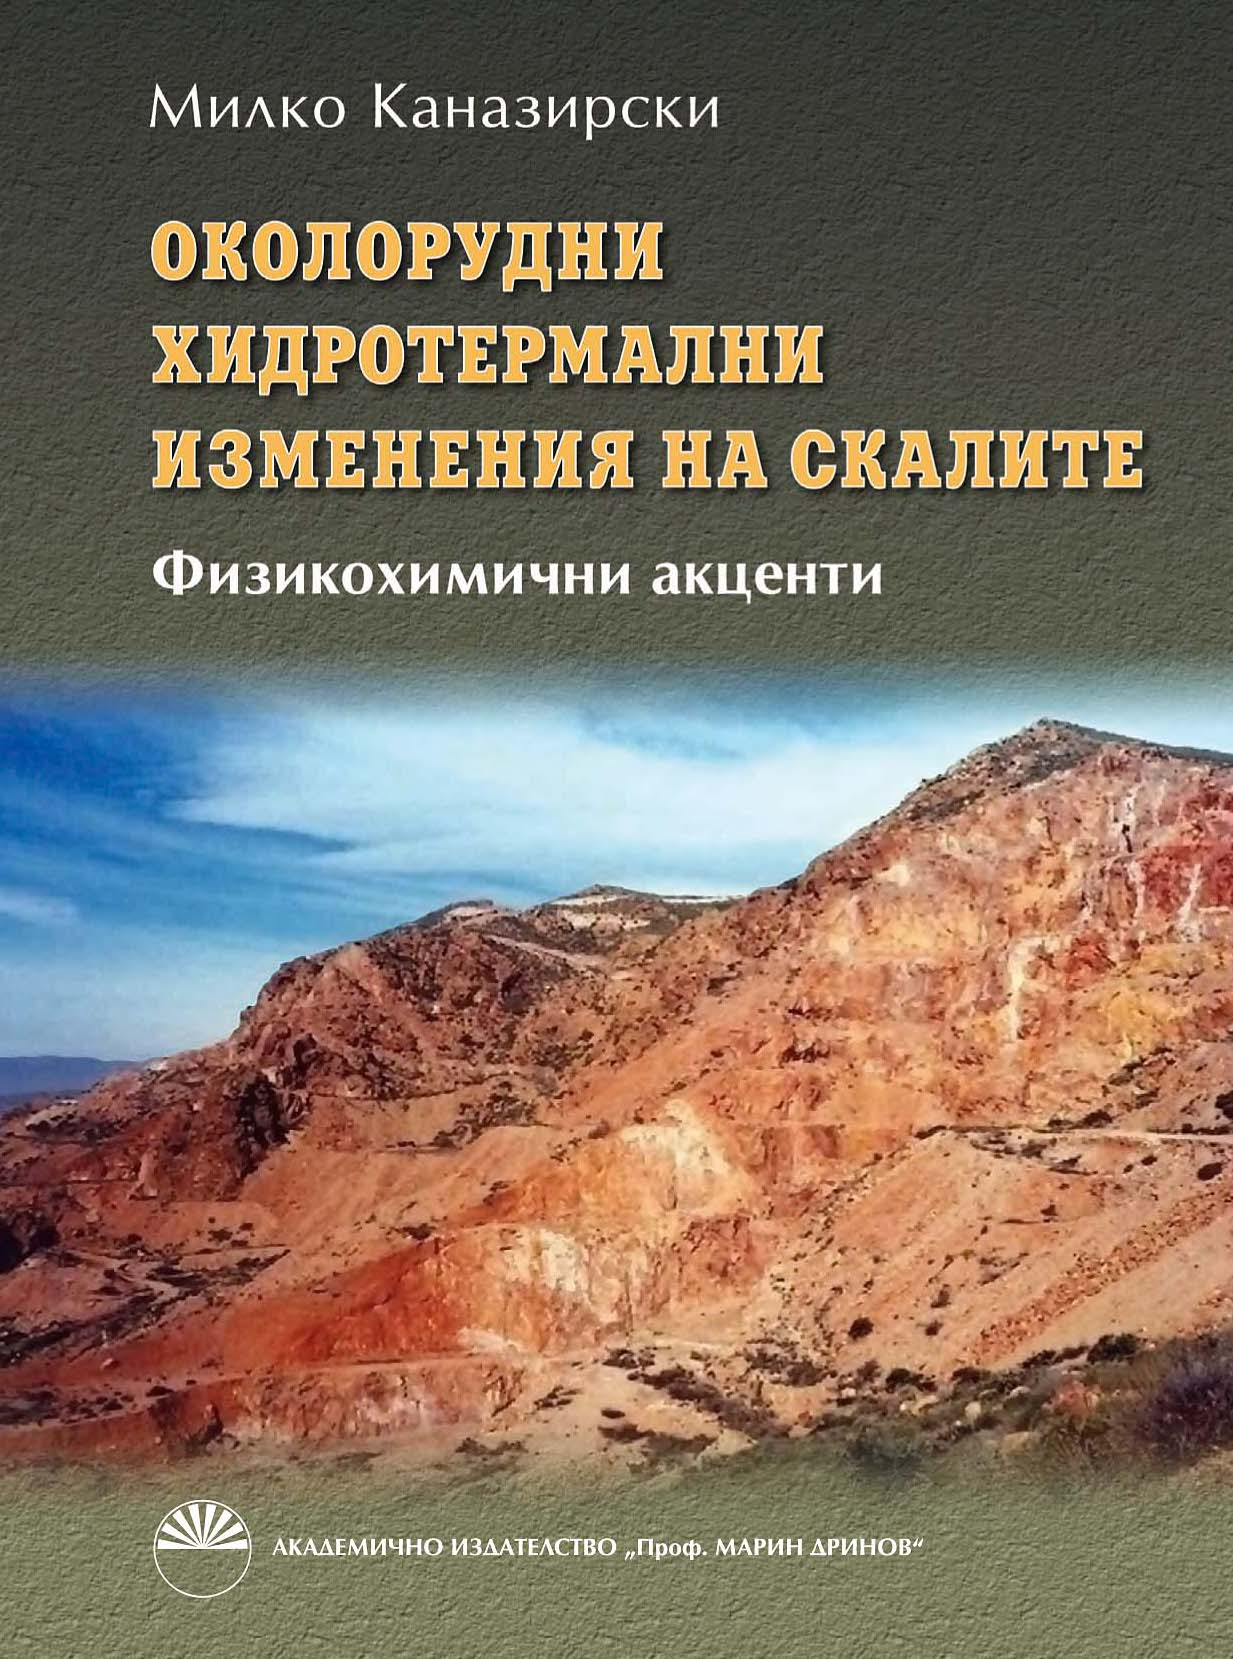 Милко Каназирски
ОКОЛОРУДНИ
ХИДРОТЕРМАЛНИ
ИЗМЕНЕНИЯ НА СКАЛИТЕ
Физикохимични акценти
АКАДЕМИЧНО ИЗДАТЕЛСТВО „Проф. МАРИН ДРИНОВ“